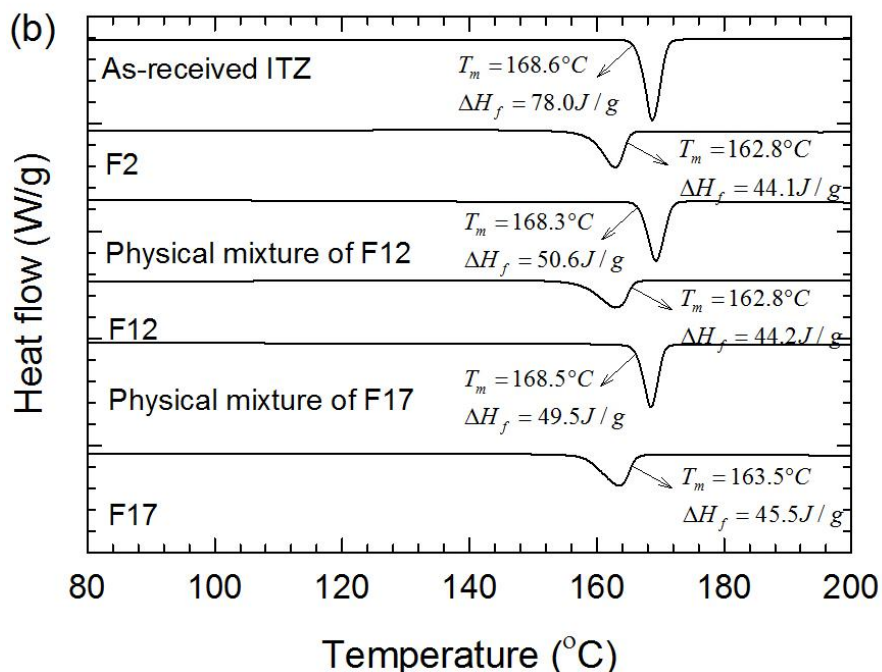 (b)
As-received ITZ
T_m = 168.6°C
ΔH_f = 78.0J / g
F2
T_m = 162.8°C
ΔH_f = 44.1J / g
Physical mixture of F12
T_m = 168.3°C
ΔH_f = 50.6J / g
F12
T_m = 162.8°C
ΔH_f = 44.2J / g
Physical mixture of F17
T_m = 168.5°C
ΔH_f = 49.5J / g
F17
T_m = 163.5°C
ΔH_f = 45.5J / g
Heat flow (W/g)
80 100 120 140 160 180 200
Temperature (°C)